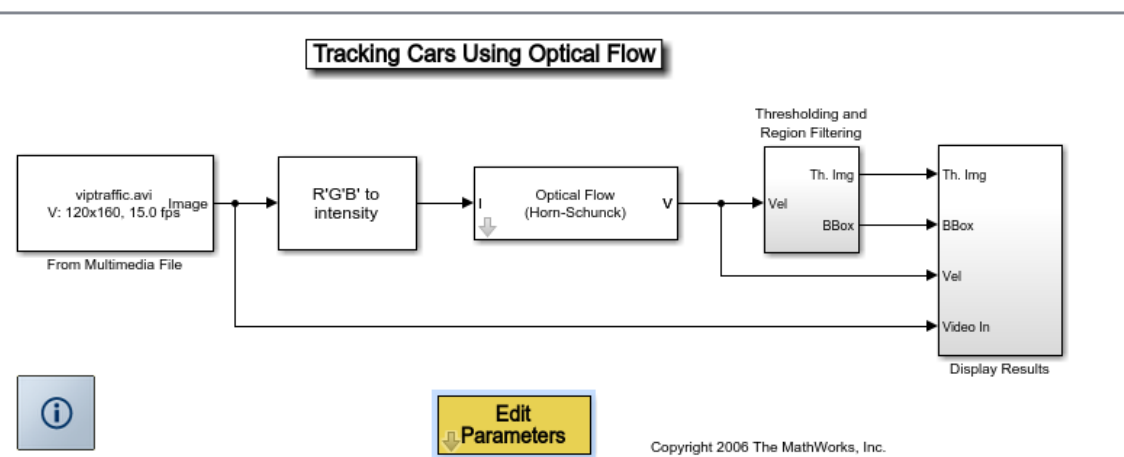 Tracking Cars Using Optical Flow
viptraffic.avi
V: 120x160, 15.0 fps
Image
From Multimedia File
R'G'B' to
intensity
I
Optical Flow
(Horn-Schunck)
V
Thresholding and
Region Filtering
Vel
Th. Img
BBox
Th. Img
BBox
Vel
Video In
Display Results
i
Edit
Parameters
Copyright 2006 The MathWorks, Inc.